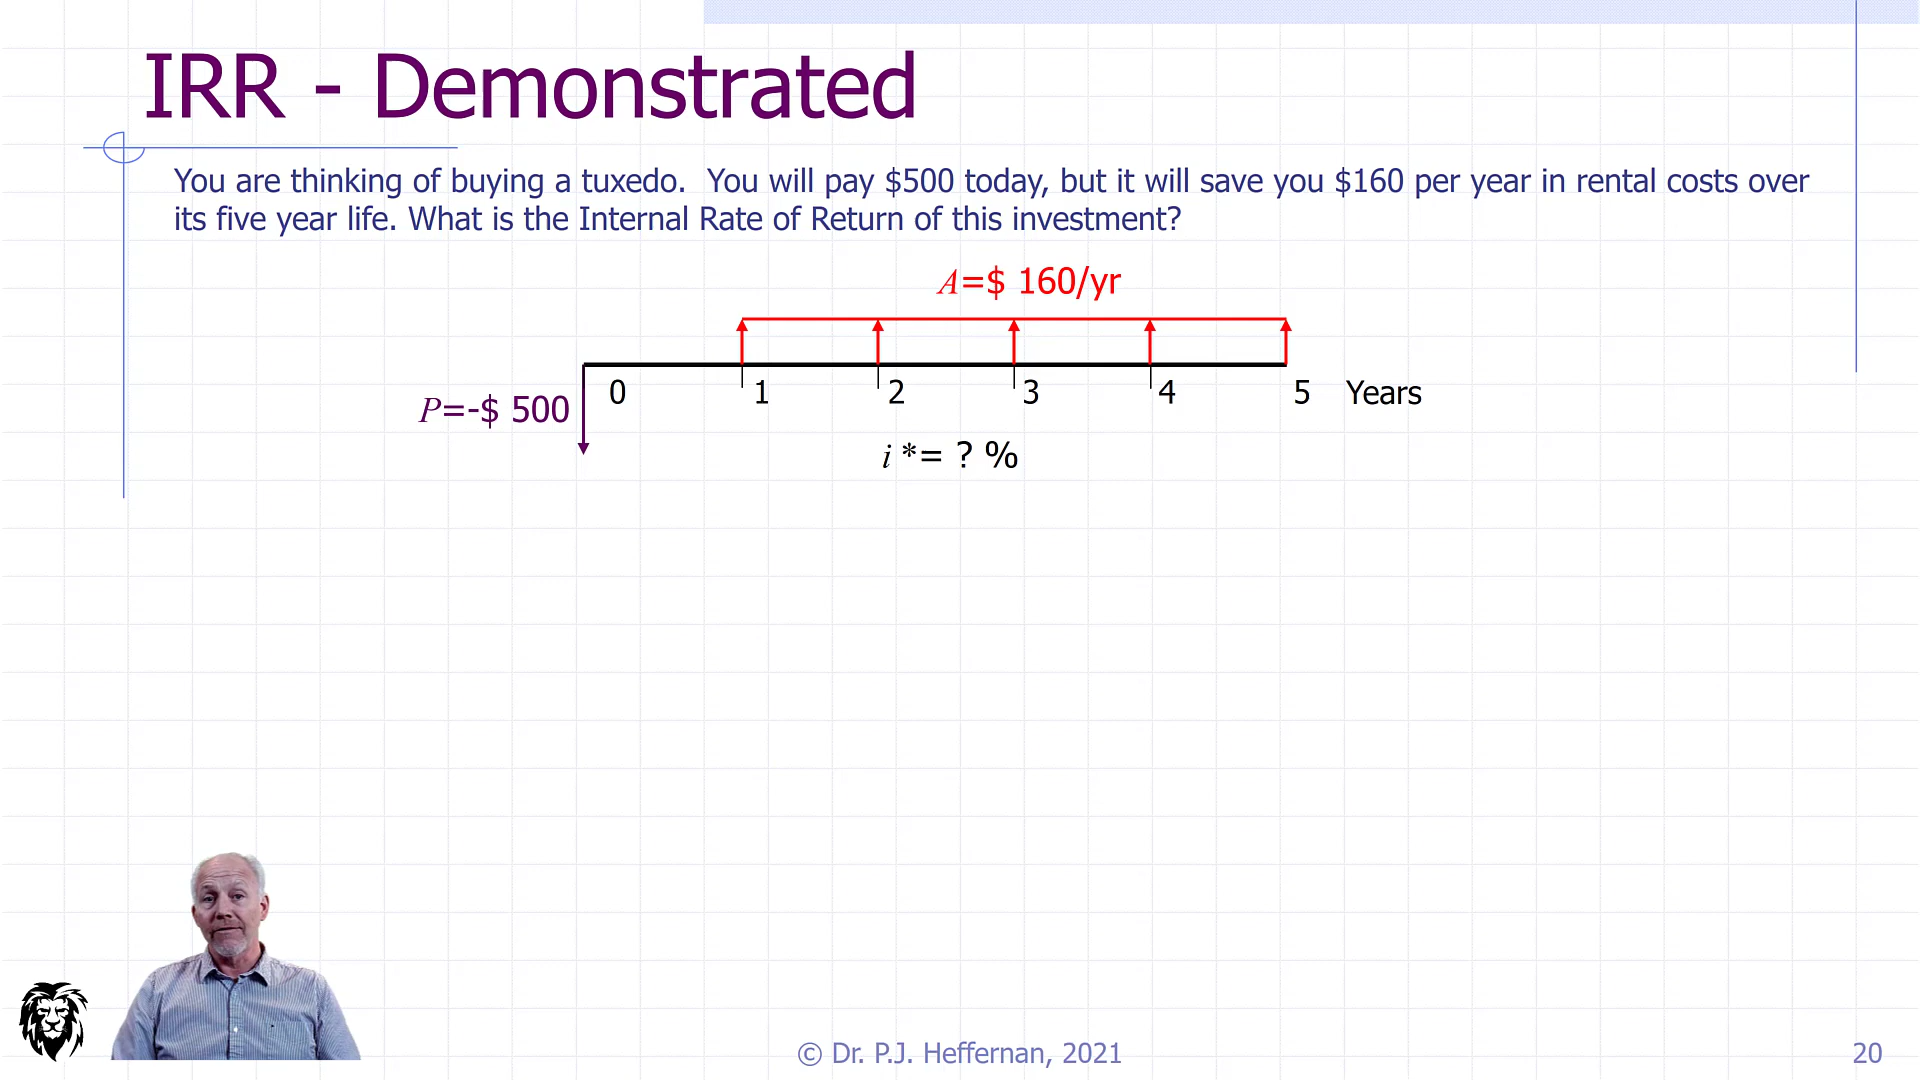 IRR - Demonstrated
You are thinking of buying a tuxedo.  You will pay $500 today, but it will save you $160 per year in rental costs over
its five year life. What is the Internal Rate of Return of this investment?
A=$ 160/yr
0 1 2 3 4 5 Years
P=-$ 500
i *= ? %
© Dr. P.J. Heffernan, 2021
20